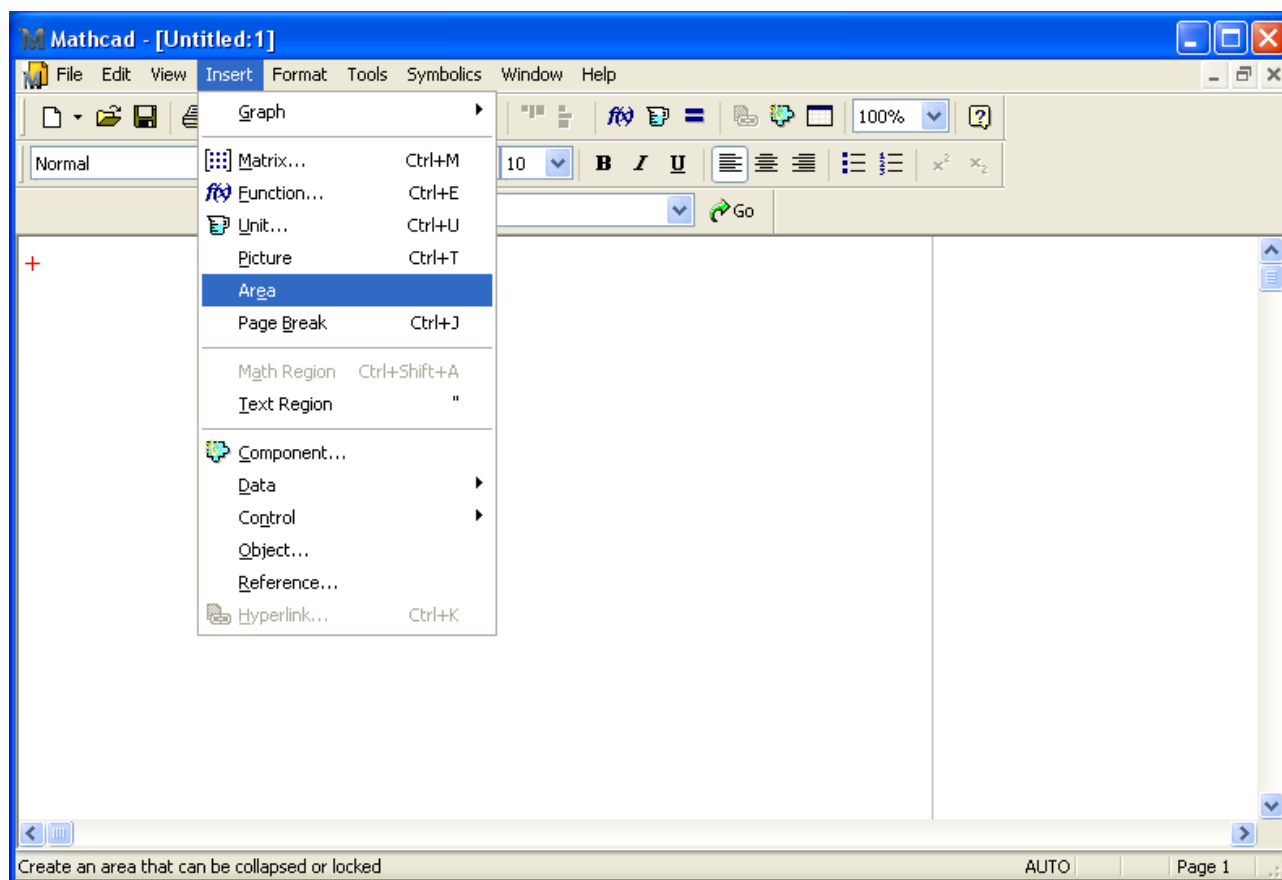 Mathcad - [Untitled:1]
File Edit View Insert Format Tools Symbolics Window Help
Graph
100%
Matrix... Ctrl+M
Normal
10
B I U
x² x₂
f(x) Function... Ctrl+E
Go
Unit... Ctrl+U
Picture Ctrl+T
Area
Page Break Ctrl+J
Math Region Ctrl+Shift+A
Text Region "
Component...
Data
Control
Object...
Reference...
Hyperlink... Ctrl+K
Create an area that can be collapsed or locked
AUTO
Page 1